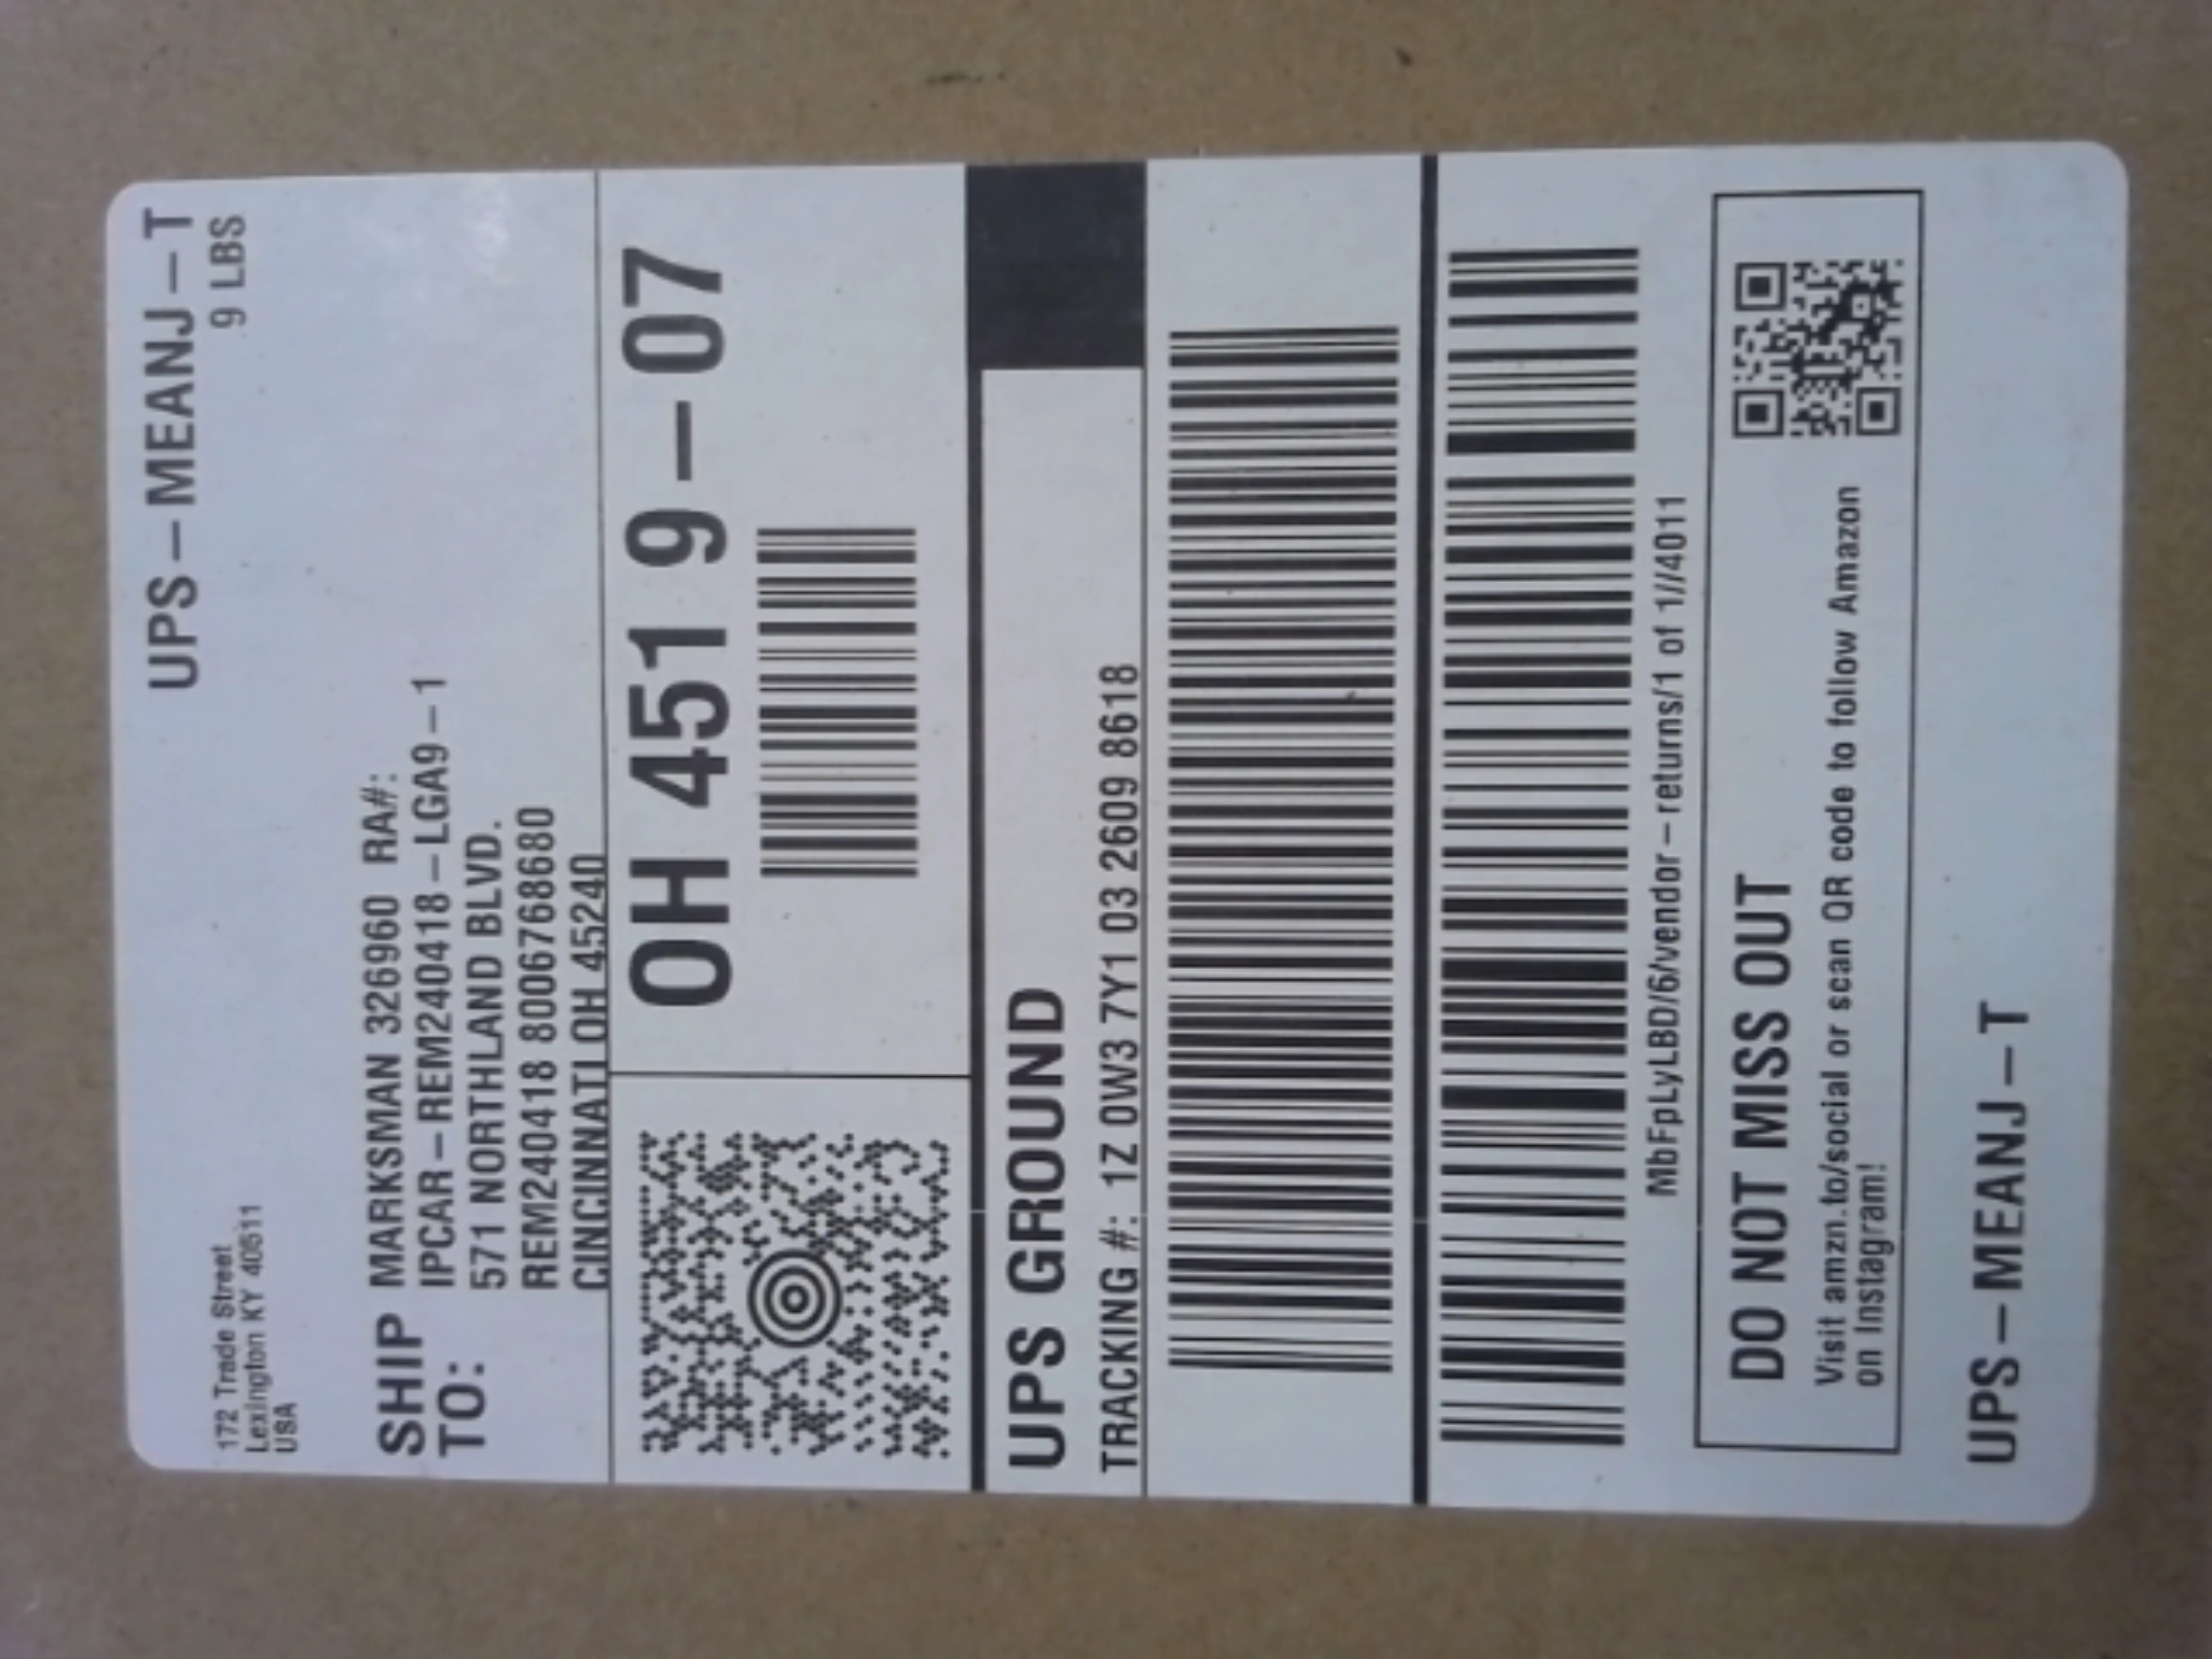 UPS-MEANJ-T
9 LBS
172 Trade Street
Lexington KY 40511
USA
SHIP TO:
MARKSMAN 326960 RA#:
IPCAR-REM240418-LGA9-1
571 NORTHLAND BLVD.
REM240418 8006768680
CINCINNATI OH 45240
OH 451 9-07
UPS GROUND
TRACKING #: 1Z 0W3 7Y1 03 2609 8618
MbFpLyLBD/6/vendor-returns/1 of 1//4011
DO NOT MISS OUT
Visit amzn.to/social or scan QR code to follow Amazon
on Instagram!
UPS-MEANJ-T